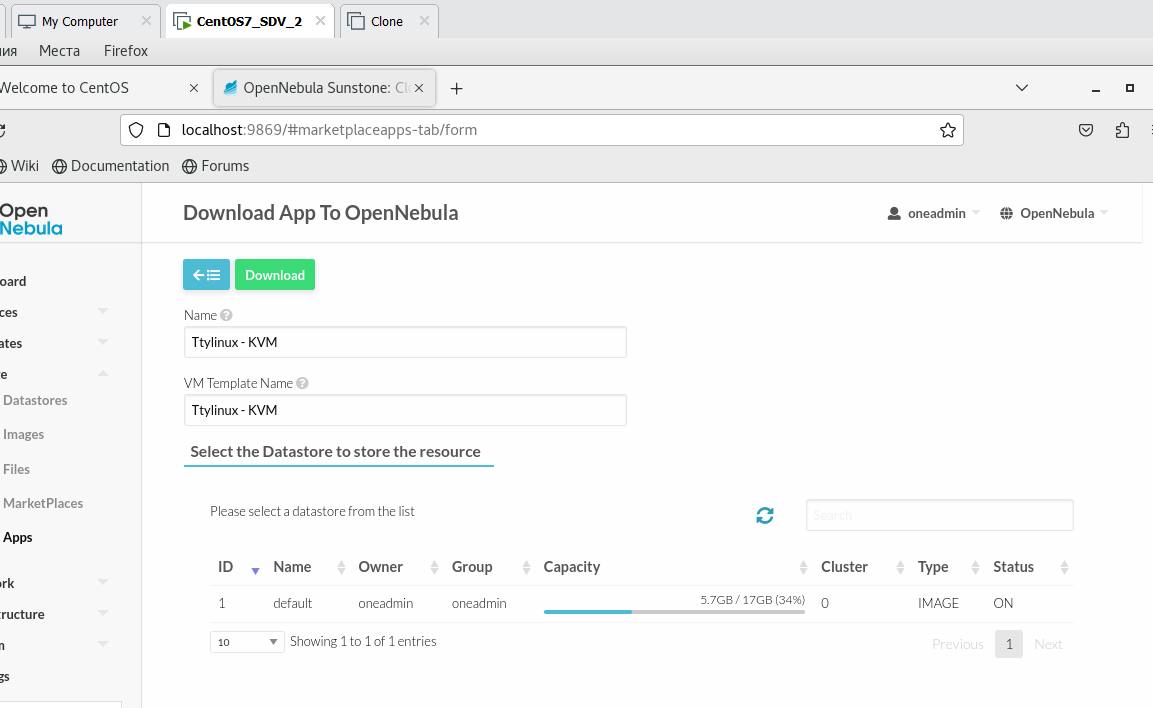 My Computer CentOS7_SDV_2 Clone
ия Места Firefox
Welcome to CentOS OpenNebula Sunstone: Cl
localhost:9869/#marketplaceapps-tab/form
Wiki Documentation Forums
Open
Nebula
Download App To OpenNebula
oneadmin OpenNebula
oard
ces
ates
e
Datastores
Images
Files
MarketPlaces
Apps
rk
ructure
m
gs
Download
Name
Ttylinux - KVM
VM Template Name
Ttylinux - KVM
Select the Datastore to store the resource
Please select a datastore from the list
Search
ID Name Owner Group Capacity Cluster Type Status
1 default oneadmin oneadmin 5.7GB / 17GB (34%) 0 IMAGE ON
10 Showing 1 to 1 of 1 entries
Previous 1 Next